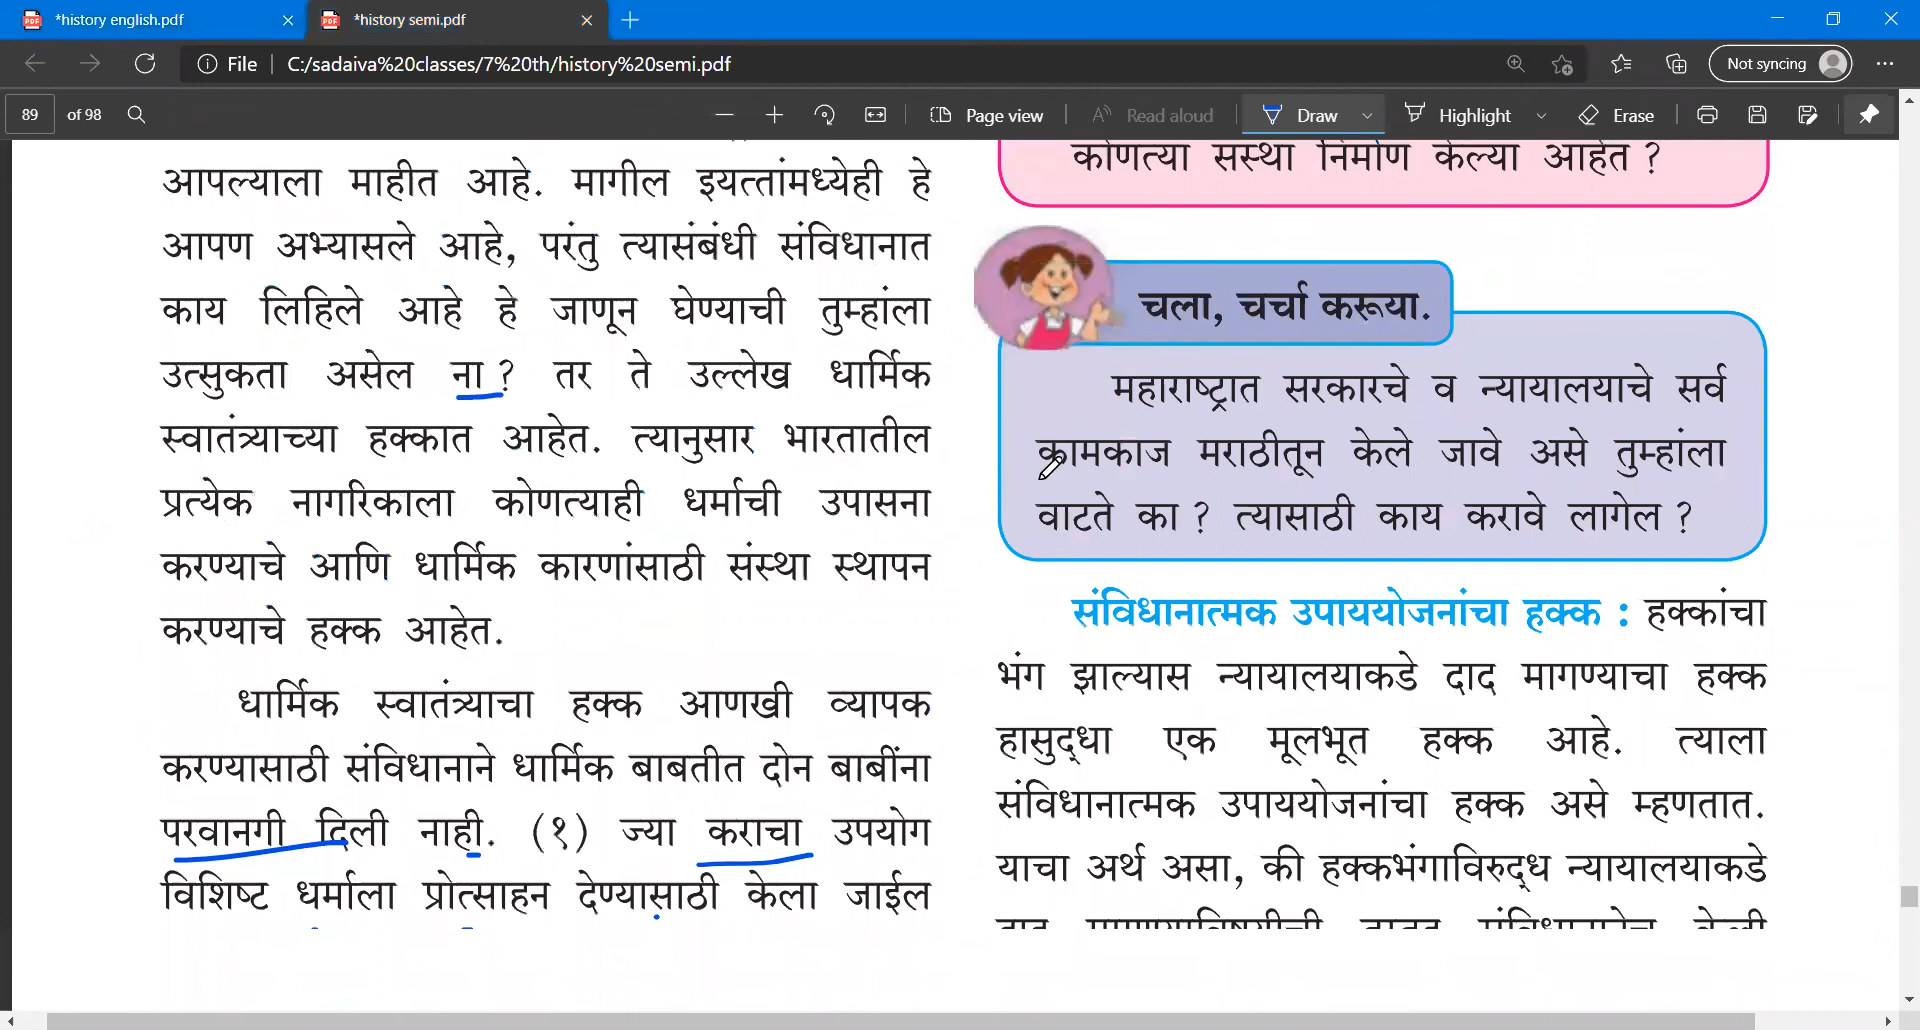 *history english.pdf
*history semi.pdf
File
C:/sadaiva%20classes/7%20th/history%20semi.pdf
Not syncing
89
of 98
Page view
Read aloud
Draw
Highlight
Erase
आपल्याला माहीत आहे. मागील इयत्तांमध्येही हे
आपण अभ्यासले आहे, परंतु त्यासंबंधी संविधानात
काय लिहिले आहे हे जाणून घेण्याची तुम्हांला
उत्सुकता असेल ना ? तर ते उल्लेख धार्मिक
स्वातंत्र्याच्या हक्कात आहेत. त्यानुसार भारतातील
प्रत्येक नागरिकाला कोणत्याही धर्माची उपासना
करण्याचे आणि धार्मिक कारणांसाठी संस्था स्थापन
करण्याचे हक्क आहेत.
धार्मिक स्वातंत्र्याचा हक्क आणखी व्यापक
करण्यासाठी संविधानाने धार्मिक बाबतीत दोन बाबींना
परवानगी दिली नाही. (१) ज्या कराचा उपयोग
विशिष्ट धर्माला प्रोत्साहन देण्यासाठी केला जाईल
कोणत्या संस्था निर्माण केल्या आहेत ?
चला, चर्चा करूया.
महाराष्ट्रात सरकारचे व न्यायालयाचे सर्व
कामकाज मराठीतून केले जावे असे तुम्हांला
वाटते का ? त्यासाठी काय करावे लागेल ?
संविधानात्मक उपाययोजनांचा हक्क : हक्कांचा
भंग झाल्यास न्यायालयाकडे दाद मागण्याचा हक्क
हासुद्धा एक मूलभूत हक्क आहे. त्याला
संविधानात्मक उपाययोजनांचा हक्क असे म्हणतात.
याचा अर्थ असा, की हक्कभंगाविरुद्ध न्यायालयाकडे